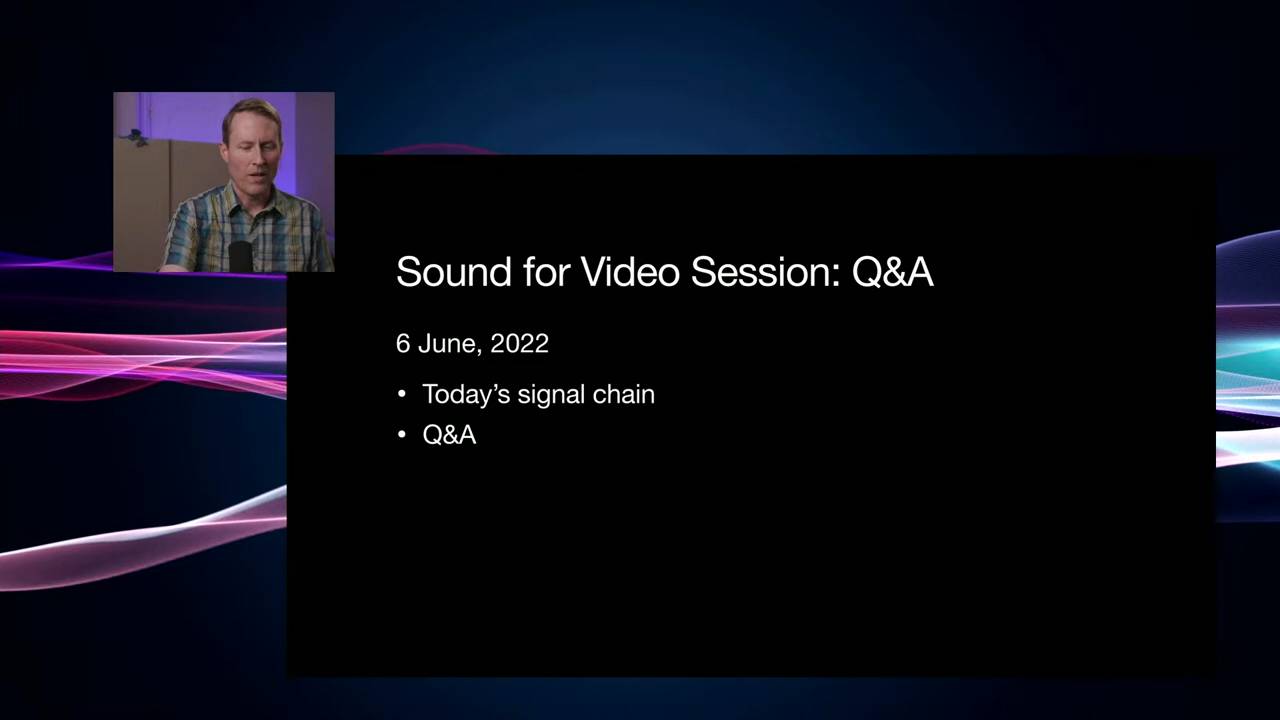 Sound for Video Session: Q&A
6 June, 2022
• Today’s signal chain
• Q&A